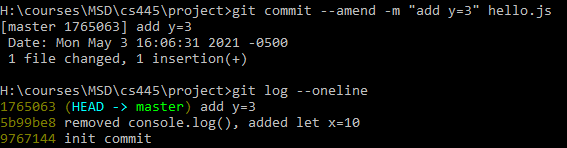 H:\courses\MSD\cs445\project>git commit --amend -m "add y=3" hello.js
[master 1765063] add y=3
 Date: Mon May 3 16:06:31 2021 -0500
 1 file changed, 1 insertion(+)

H:\courses\MSD\cs445\project>git log --oneline
1765063 (HEAD -> master) add y=3
5b99be8 removed console.log(), added let x=10
9767144 init commit